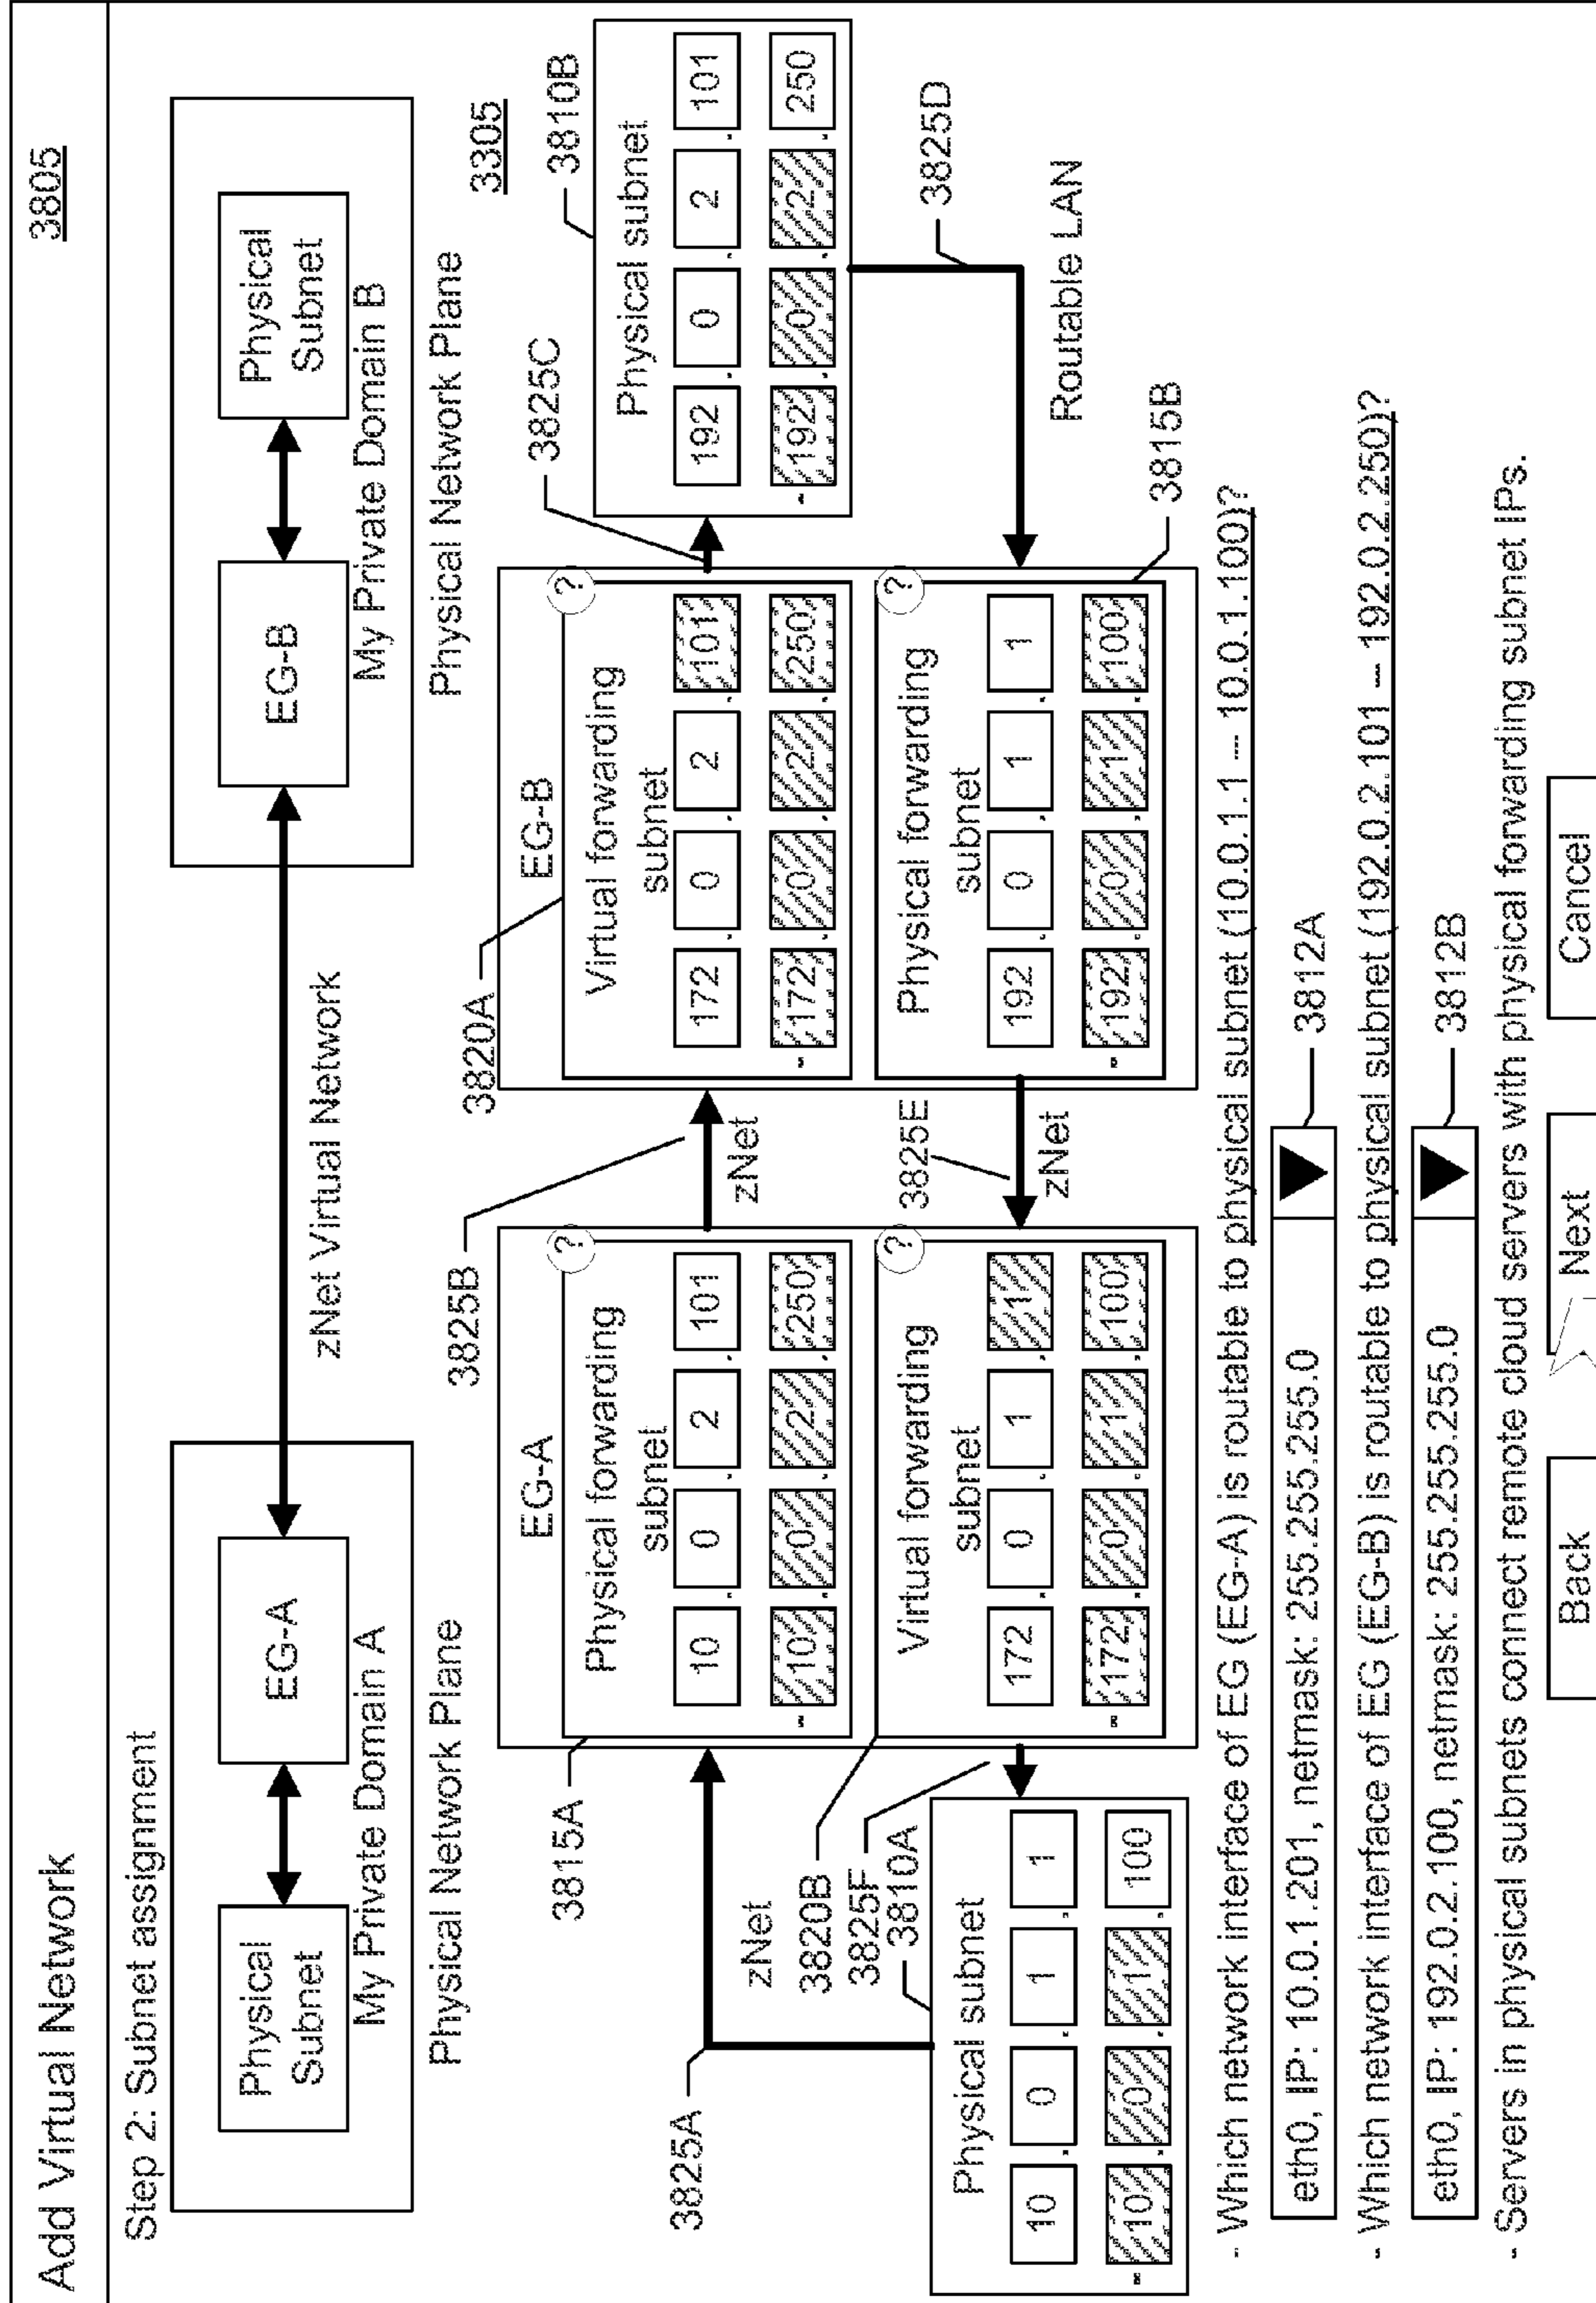 Add Virtual Network
3805
Step 2: Subnet assignment
Physical
Subnet
EG-A
My Private Domain A
zNet Virtual Network
EG-B
Physical
Subnet
My Private Domain B
Physical Network Plane
Physical Network Plane
3305
3825A
zNet
3815A
3820B
3825F
3810A
Physical subnet
10 . 0 . 1 . 1
- 10 . 0 . 1 . 100
EG-A
Physical forwarding
subnet
?
10 . 0 . 2 . 101
- 10 . 0 . 2 . 250
Virtual forwarding
subnet
?
172 . 0 . 1 . 1
- 172 . 0 . 1 . 100
3825B
zNet
3825E
zNet
3820A
EG-B
Virtual forwarding
subnet
?
172 . 0 . 2 . 101
- 172 . 0 . 2 . 250
Physical forwarding
subnet
?
192 . 0 . 1 . 1
- 192 . 0 . 1 . 100
3815B
3825C
3810B
Physical subnet
192 . 0 . 2 . 101
- 192 . 0 . 2 . 250
3825D
Routable LAN
- Which network interface of EG (EG-A) is routable to physical subnet (10.0.1.1 – 10.0.1.100)?
eth0, IP: 10.0.1.201, netmask: 255.255.255.0
3812A
- Which network interface of EG (EG-B) is routable to physical subnet (192.0.2.101 – 192.0.2.250)?
eth0, IP: 192.0.2.100, netmask: 255.255.255.0
3812B
- Servers in physical subnets connect remote cloud servers with physical forwarding subnet IPs.
Back
Next
Cancel